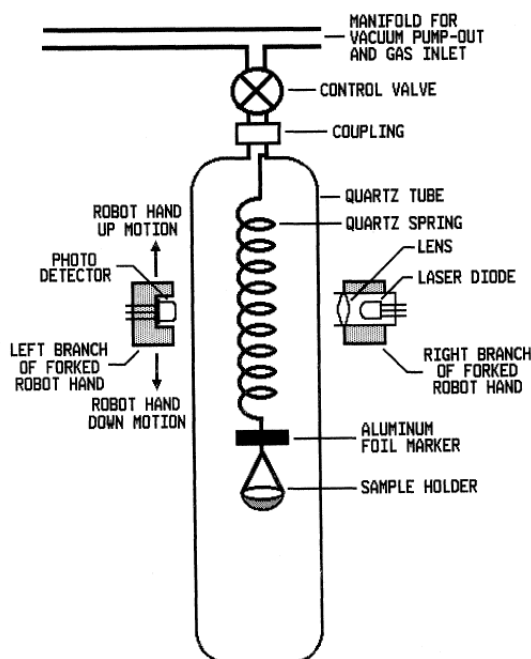 MANIFOLD FOR
VACUUM PUMP-OUT
AND GAS INLET
CONTROL VALVE
COUPLING
QUARTZ TUBE
ROBOT HAND
UP MOTION
QUARTZ SPRING
PHOTO
DETECTOR
LENS
LASER DIODE
LEFT BRANCH
OF FORKED
ROBOT HAND
RIGHT BRANCH
OF FORKED
ROBOT HAND
ROBOT HAND
DOWN MOTION
ALUMINUM
FOIL MARKER
SAMPLE HOLDER